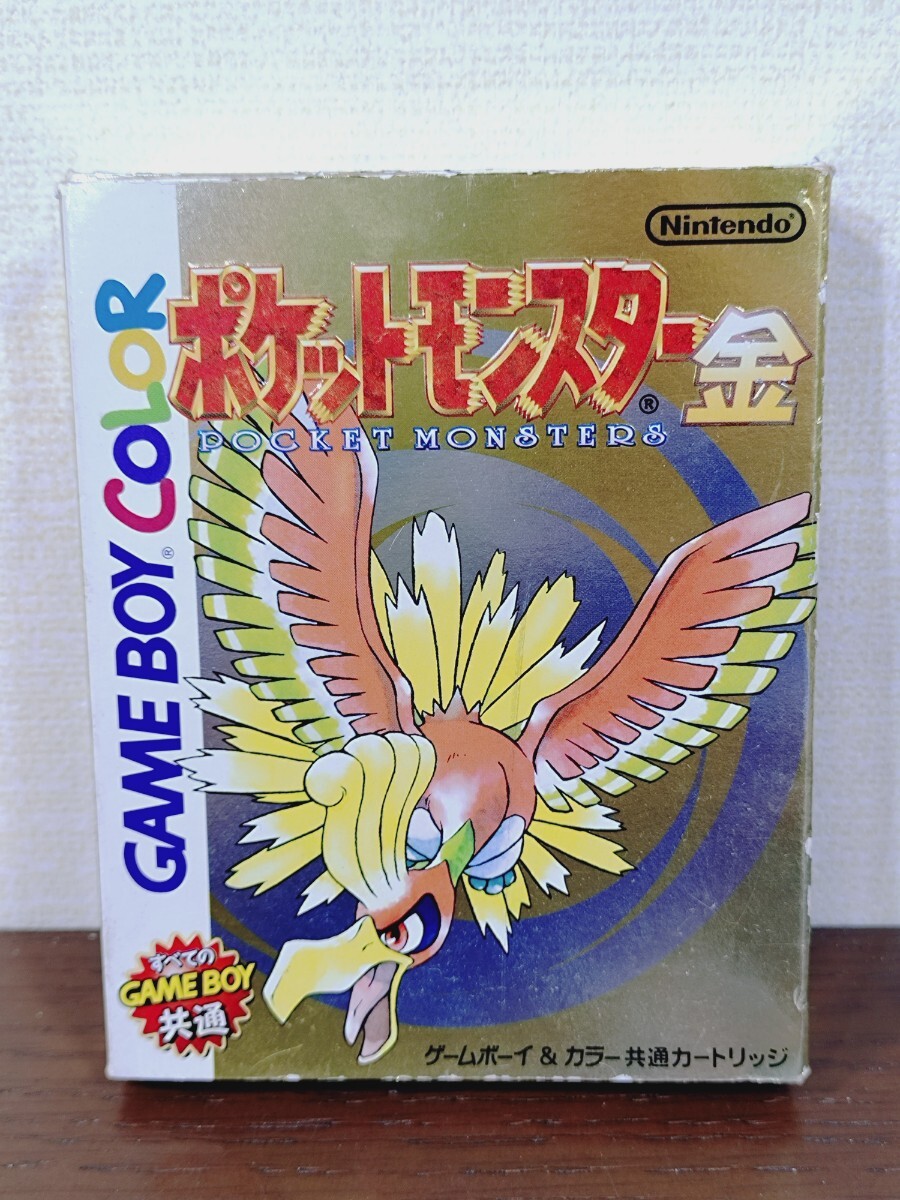 Nintendo®
ポケットモンスター金
®
POCKET MONSTERS
GAME BOY® COLOR
すべての
GAME BOY
共通
ゲームボーイ & カラー共通カートリッジ